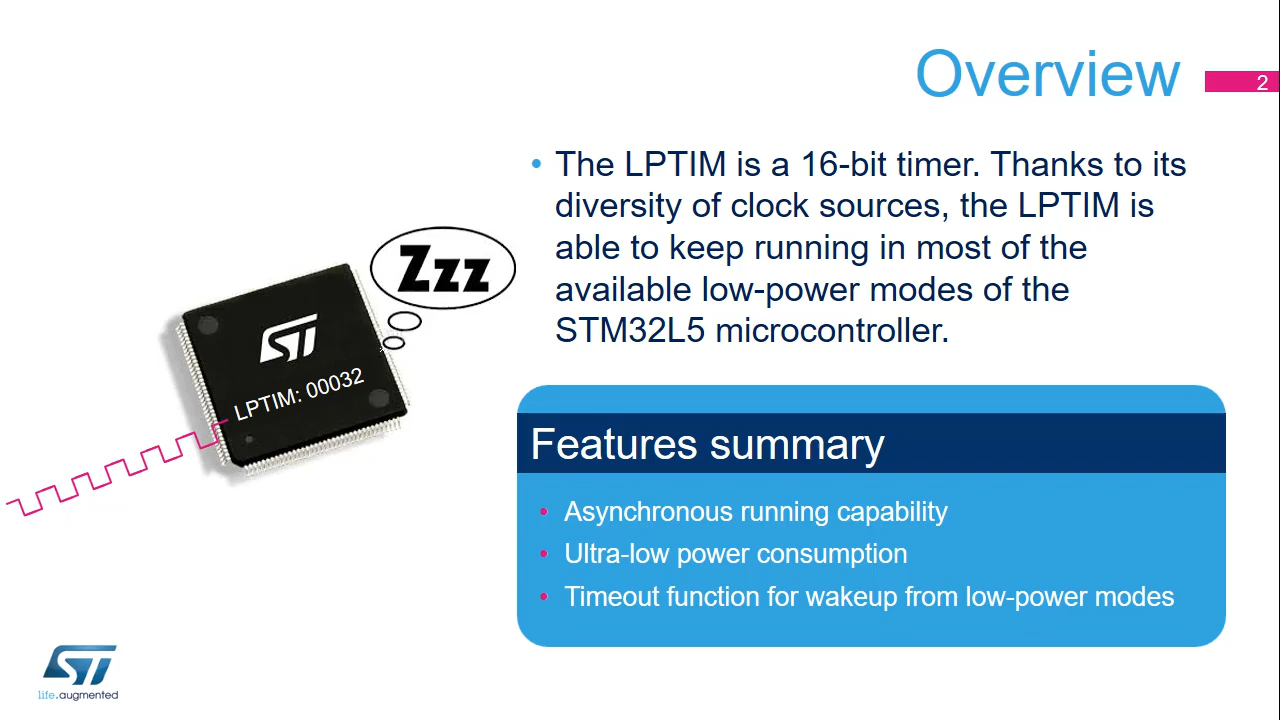 Overview
2
• The LPTIM is a 16-bit timer. Thanks to its
diversity of clock sources, the LPTIM is
able to keep running in most of the
available low-power modes of the
STM32L5 microcontroller.
Zzz
ST
LPTIM: 00032
Features summary
• Asynchronous running capability
• Ultra-low power consumption
• Timeout function for wakeup from low-power modes
ST
life.augmented